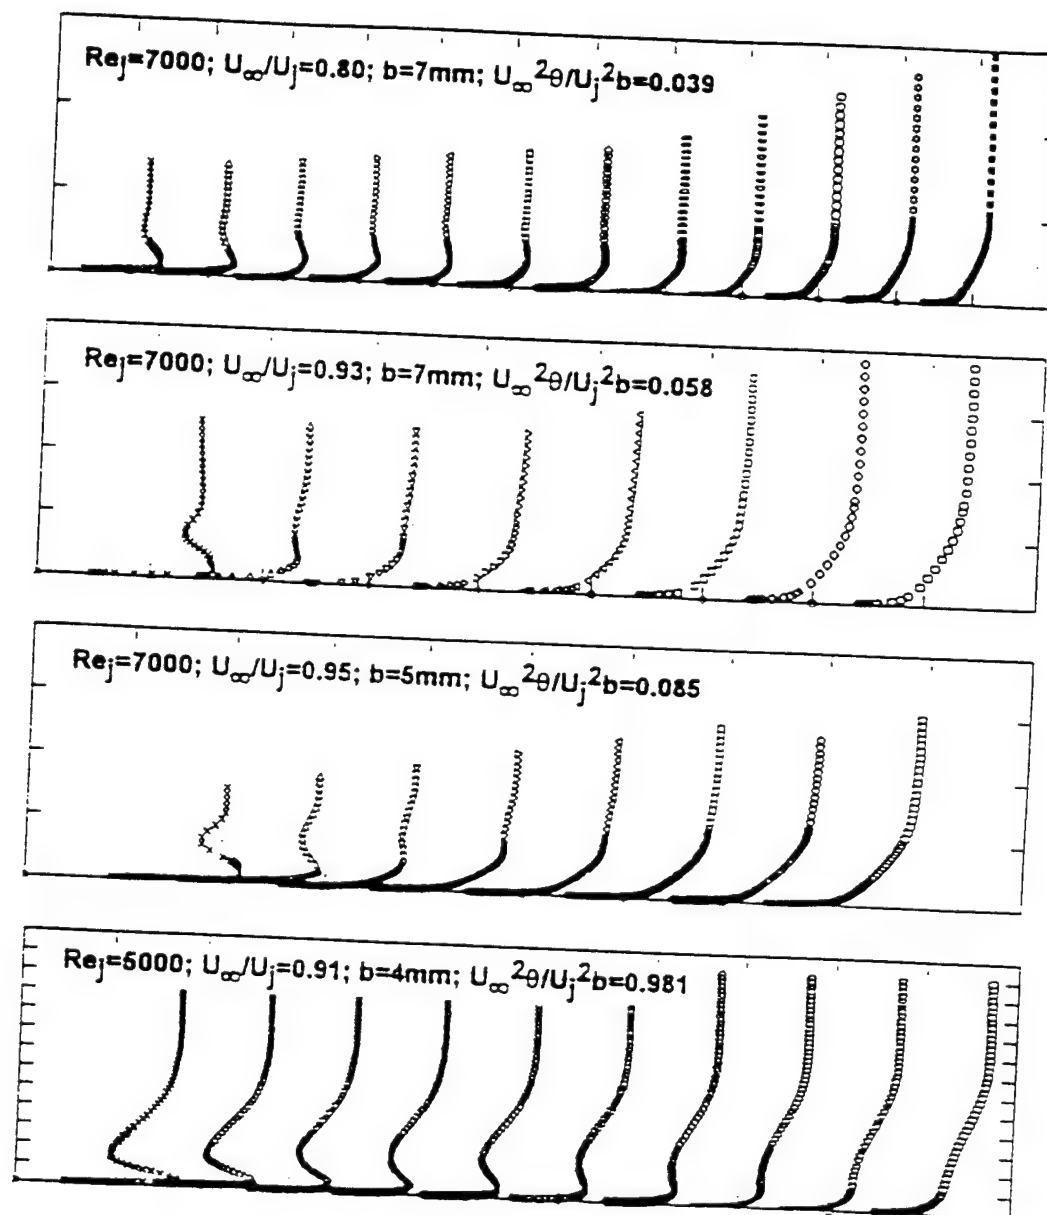 Rej=7000; U∞/Uj=0.80; b=7mm; U∞²θ/Uj²b=0.039
Rej=7000; U∞/Uj=0.93; b=7mm; U∞²θ/Uj²b=0.058
Rej=7000; U∞/Uj=0.95; b=5mm; U∞²θ/Uj²b=0.085
Rej=5000; U∞/Uj=0.91; b=4mm; U∞²θ/Uj²b=0.981